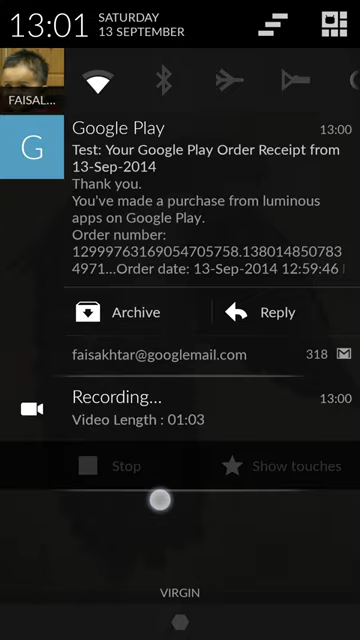 13:01 SATURDAY
13 SEPTEMBER
FAISAL...
G
Google Play 13:00
Test: Your Google Play Order Receipt from
13-Sep-2014
Thank you.
You've made a purchase from luminous
apps on Google Play.
Order number:
12999763169054705758.138014850783
4971...Order date: 13-Sep-2014 12:59:46
Archive Reply
faisakhtar@googlemail.com 318
Recording... 13:00
Video Length : 01:03
Stop Show touches
VIRGIN